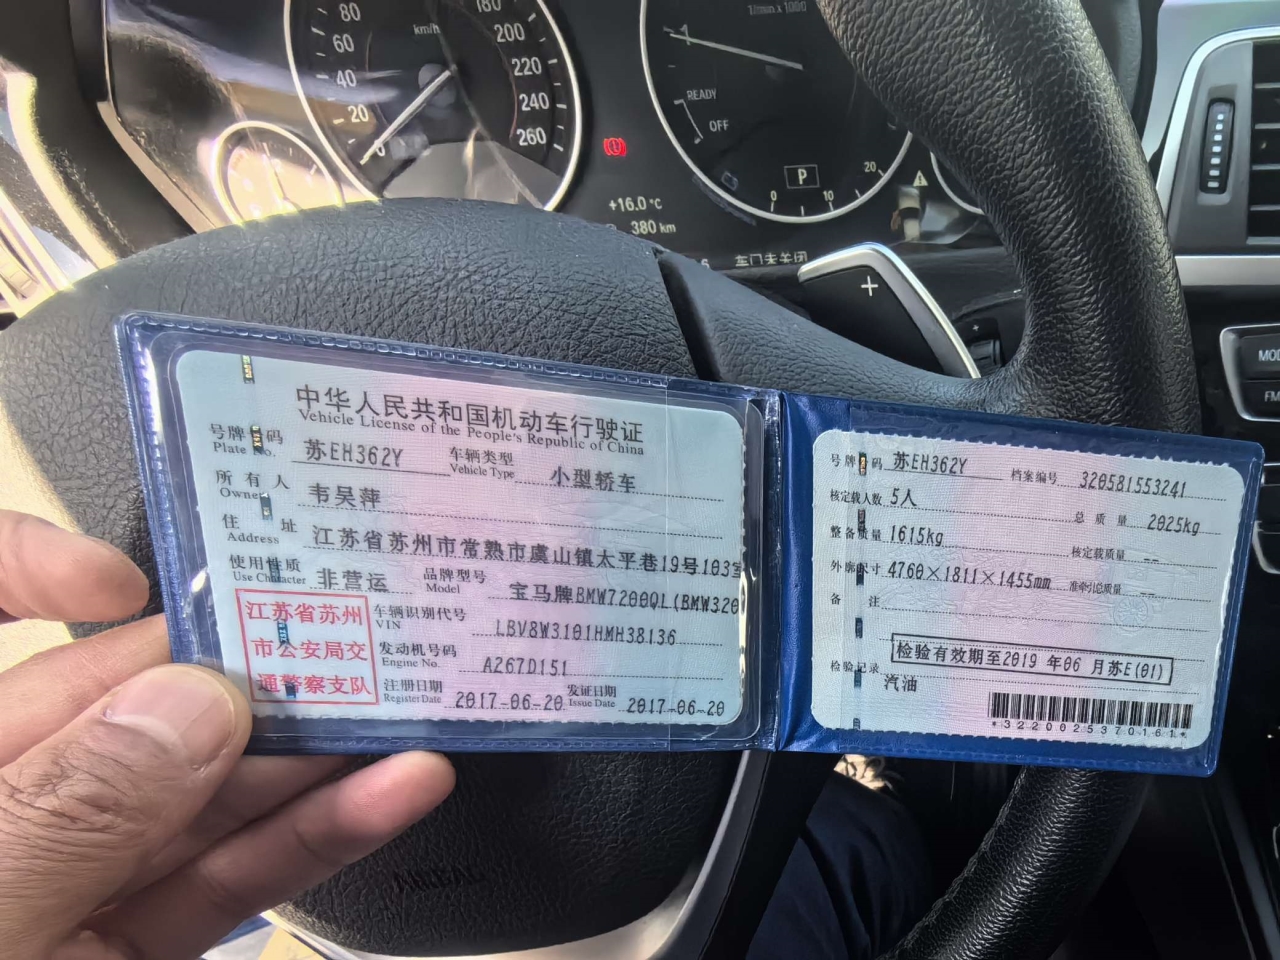 80
60
40
20
0
km/h
180
200
220
240
260
1/min x 1000
READY
OFF
P
0
10
20
+16.0 °C
380 km
车门未关闭
+
MOD
FM
中华人民共和国机动车行驶证
Vehicle License of the People's Republic of China
号牌号码
Plate No.
苏EH362Y
车辆类型
Vehicle Type
小型轿车
所有人
Owner
韦吴萍
住址
Address
江苏省苏州市常熟市虞山镇太平巷19号103
使用性质
Use Character
非营运
品牌型号
Model
宝马牌BMW7200QL(BMW320
江苏省苏州
市公安局交
通警察支队
车辆识别代号
VIN
LBV8W3101HMH38136
发动机号码
Engine No.
A267D151
注册日期
Register Date
2017-06-20
发证日期
Issue Date
2017-06-20
号牌号码
苏EH362Y
档案编号
320581553241
核定载人数
5人
总质量
2025kg
整备质量
1615kg
核定载质量
--
外廓尺寸
4760×1811×1455mm
准牵引总质量
--
备注
检验有效期至2019 年06 月苏E(01)
检验记录
汽油
*3220002537016 1*